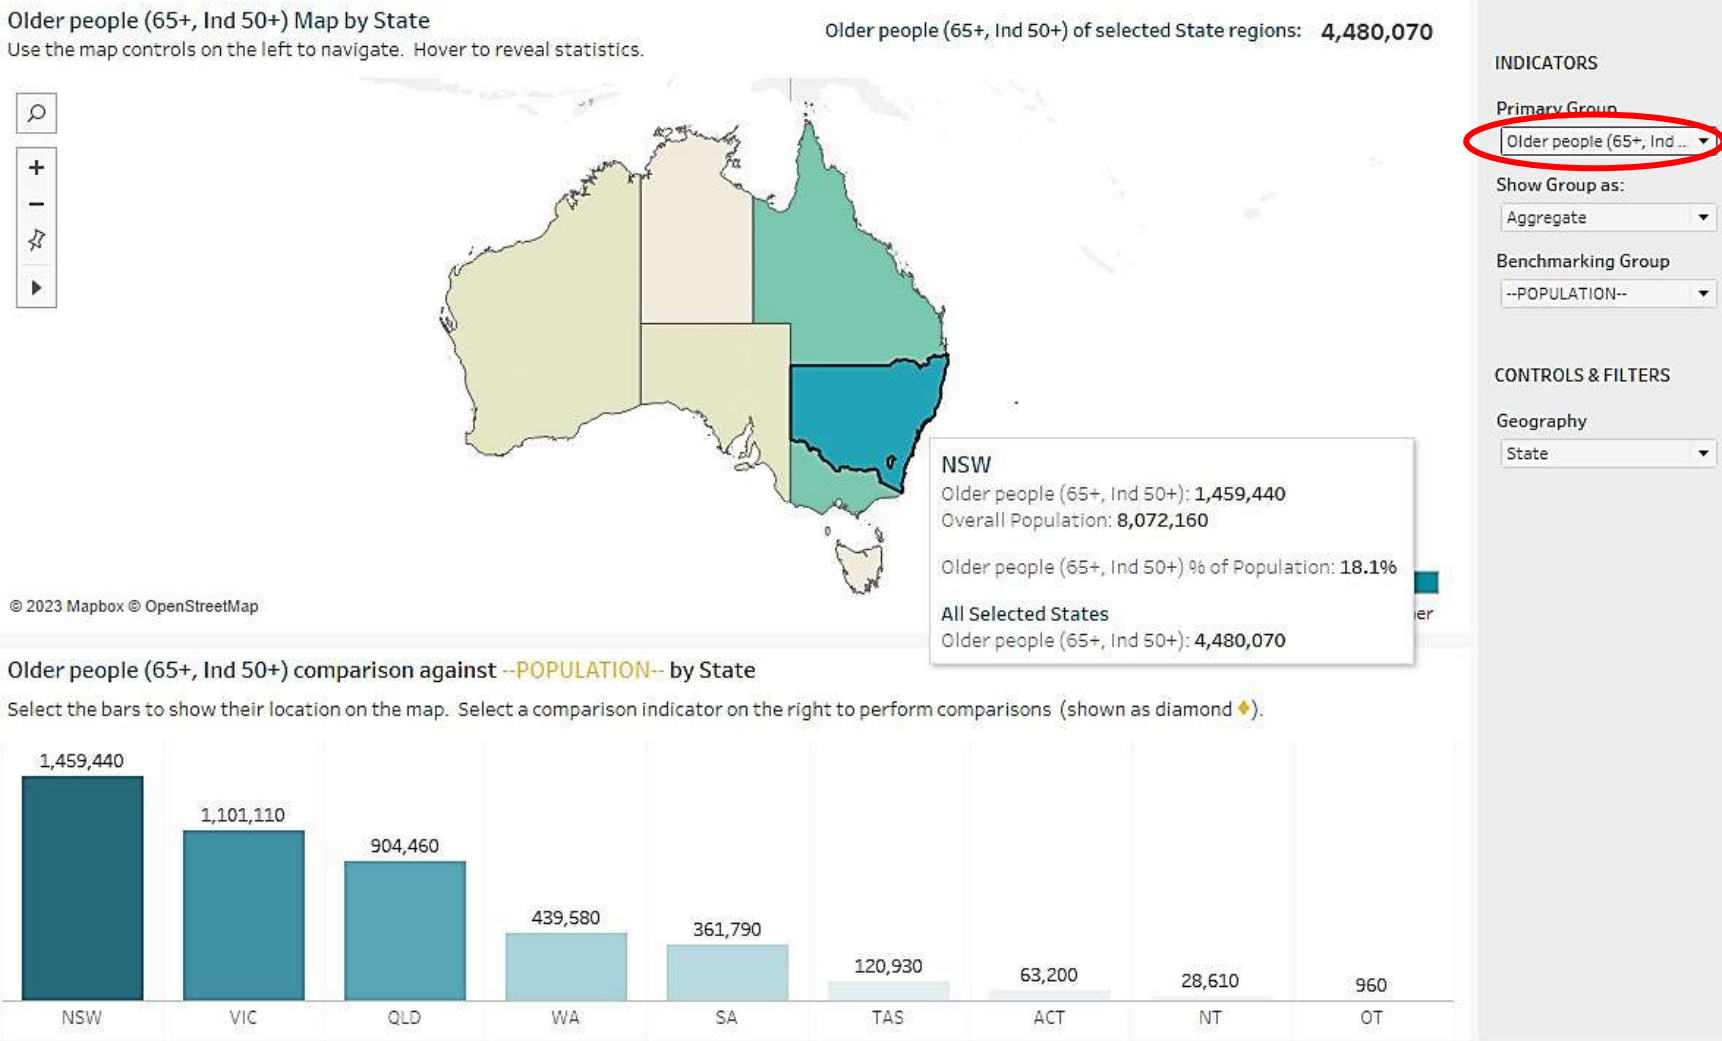 Older people (65+, Ind 50+) Map by State
Use the map controls on the left to navigate. Hover to reveal statistics.
Older people (65+, Ind 50+) of selected State regions: 4,480,070
INDICATORS
Primary Group
Older people (65+, Ind ...
Show Group as:
Aggregate
Benchmarking Group
--POPULATION--
CONTROLS & FILTERS
Geography
State
NSW
Older people (65+, Ind 50+): 1,459,440
Overall Population: 8,072,160
Older people (65+, Ind 50+) % of Population: 18.1%
All Selected States
Older people (65+, Ind 50+): 4,480,070
© 2023 Mapbox © OpenStreetMap
Older people (65+, Ind 50+) comparison against --POPULATION-- by State
Select the bars to show their location on the map. Select a comparison indicator on the right to perform comparisons (shown as diamond ♦).
1,459,440
1,101,110
904,460
439,580
361,790
120,930
63,200
28,610
960
NSW
VIC
QLD
WA
SA
TAS
ACT
NT
OT